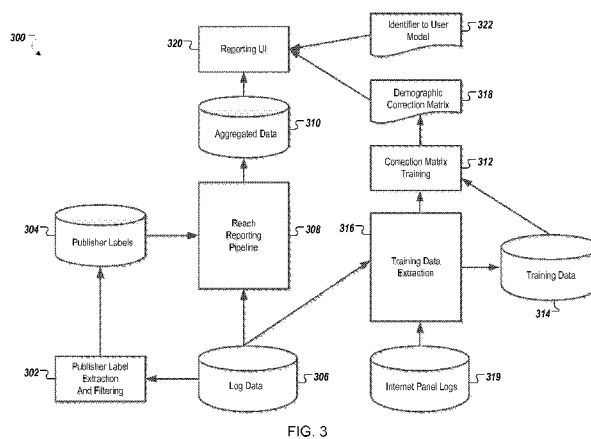 300
320
Reporting UI
Identifier to User
Model
322
Demographic
Correction Matrix
318
Aggregated Data
310
Correction Matrix
Training
312
304
Publisher Labels
Reach
Reporting
Pipeline
308
316
Training Data
Extraction
Training Data
314
302
Publisher Label
Extraction
And Filtering
Log Data
306
Internet Panel Logs
319
FIG. 3